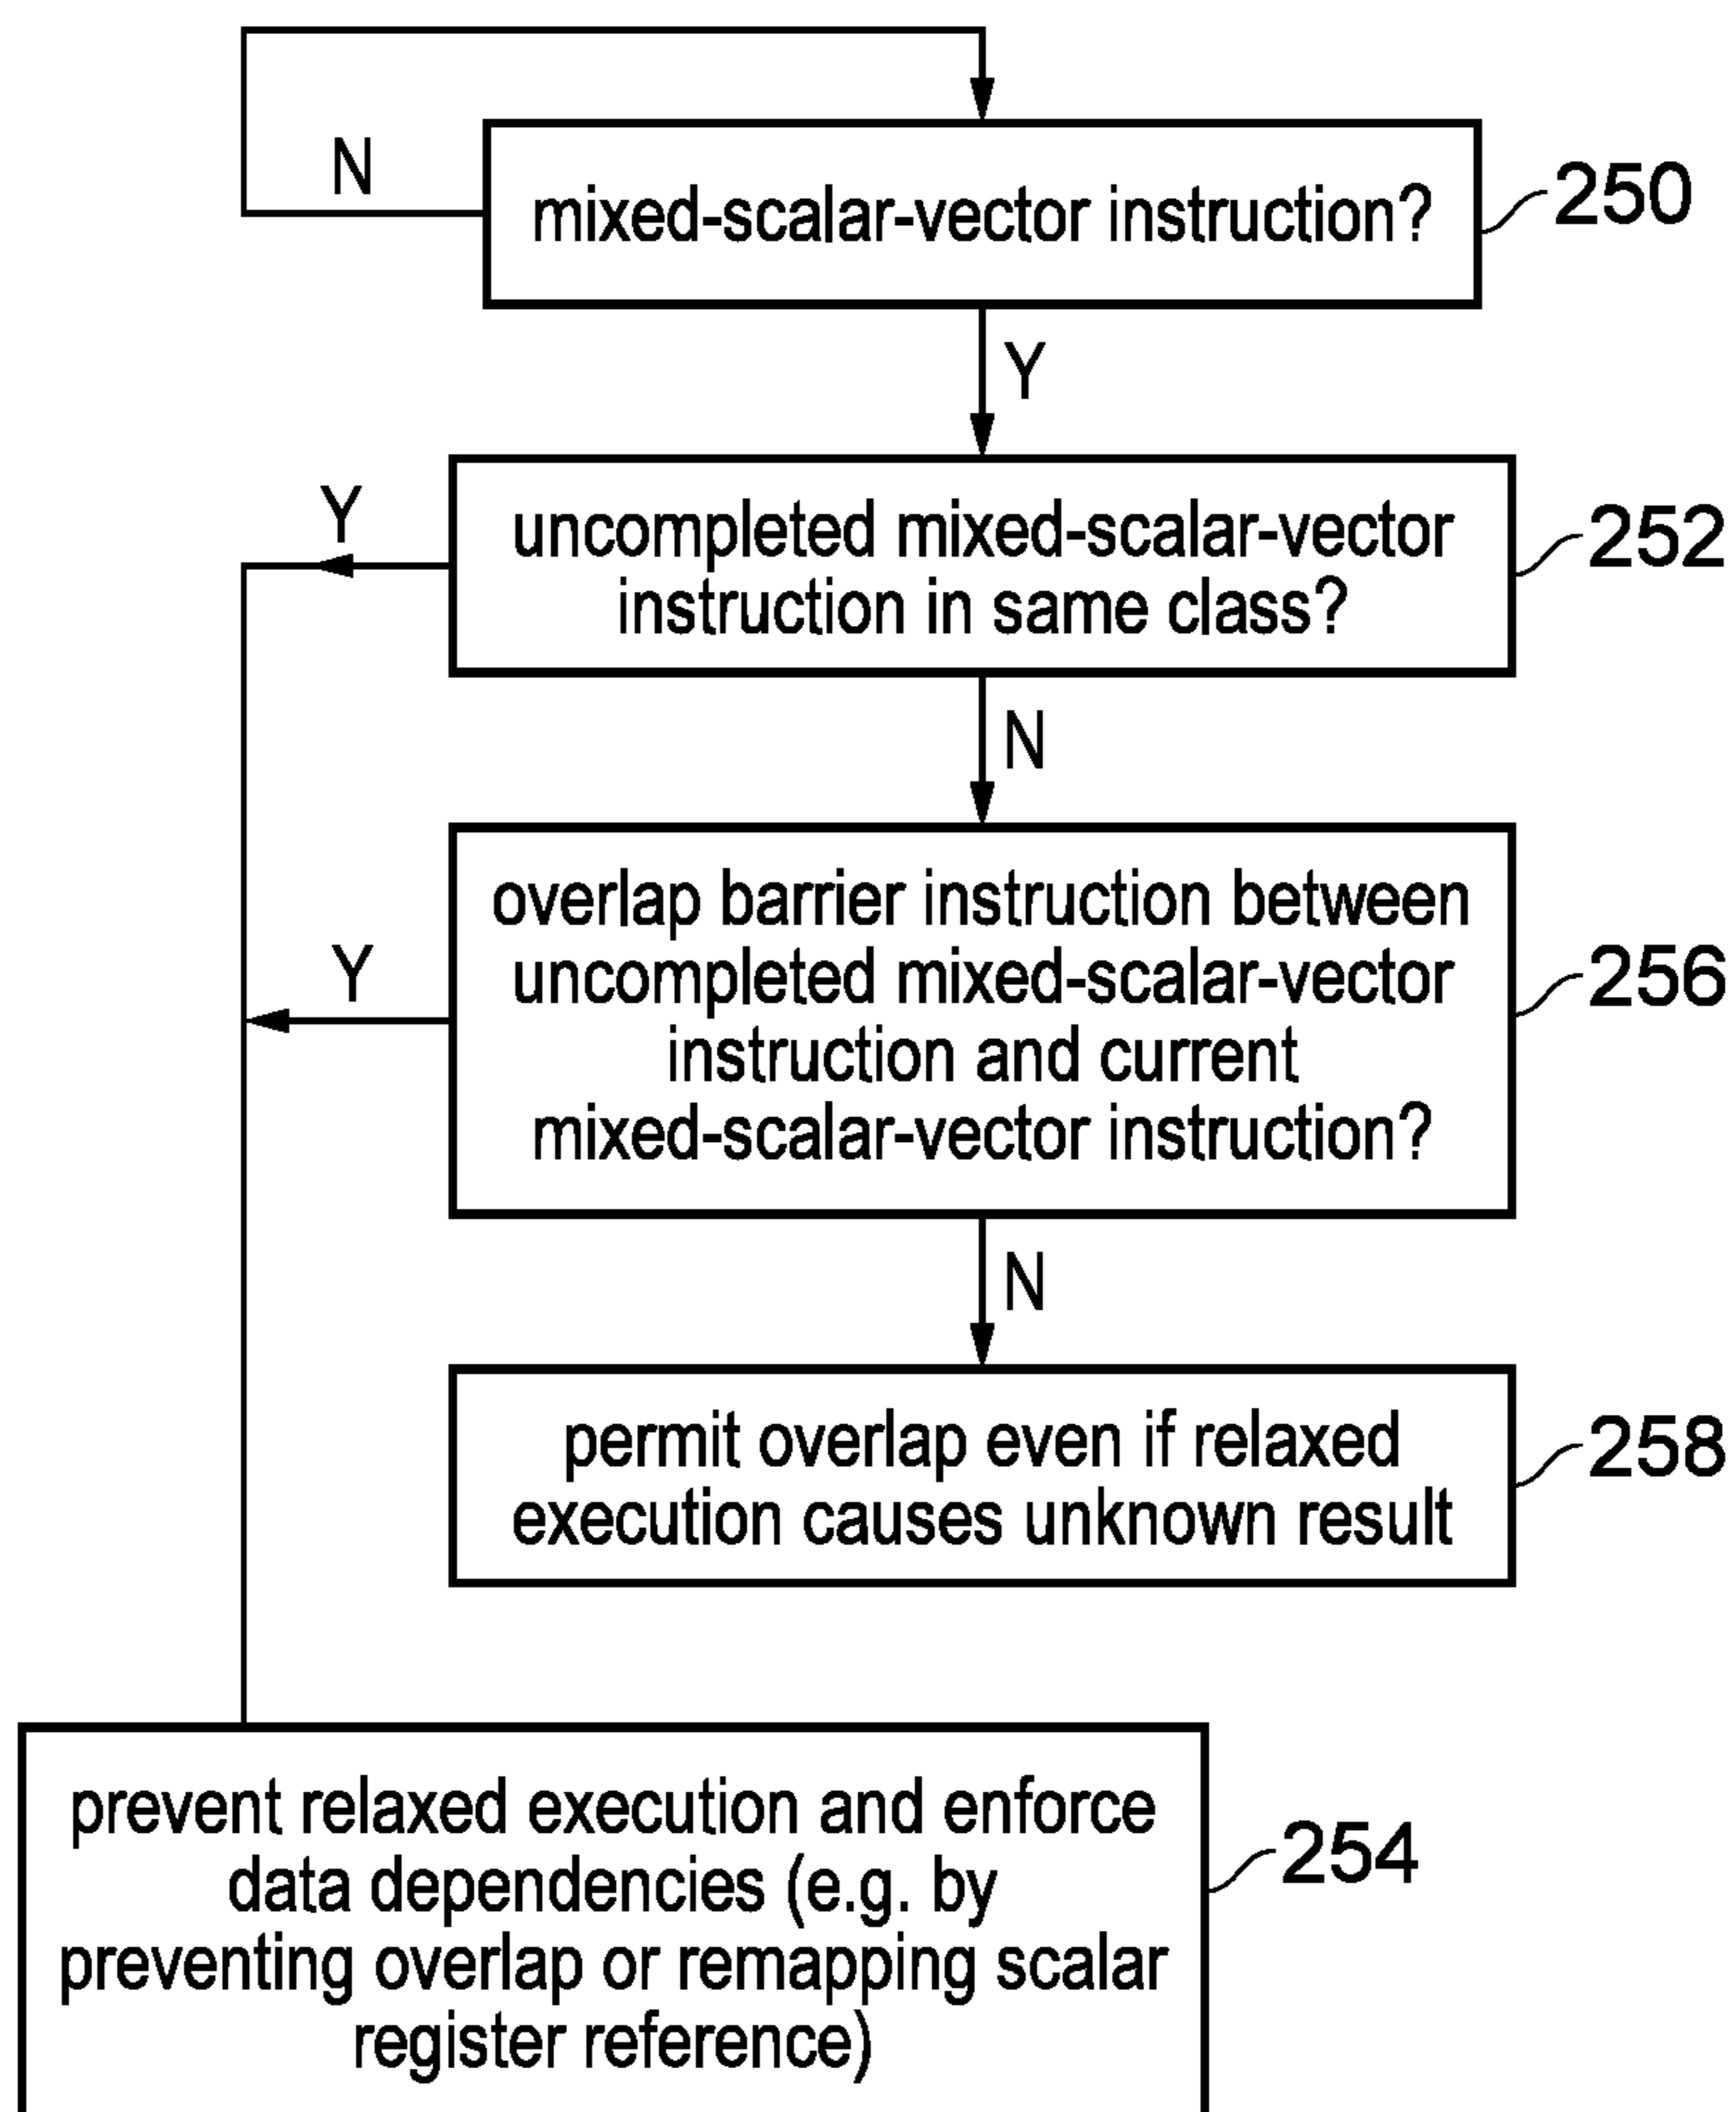 N
mixed-scalar-vector instruction?
250
Y
Y
uncompleted mixed-scalar-vector
instruction in same class?
252
N
overlap barrier instruction between
uncompleted mixed-scalar-vector
instruction and current
mixed-scalar-vector instruction?
Y
256
N
permit overlap even if relaxed
execution causes unknown result
258
prevent relaxed execution and enforce
data dependencies (e.g. by
preventing overlap or remapping scalar
register reference)
254